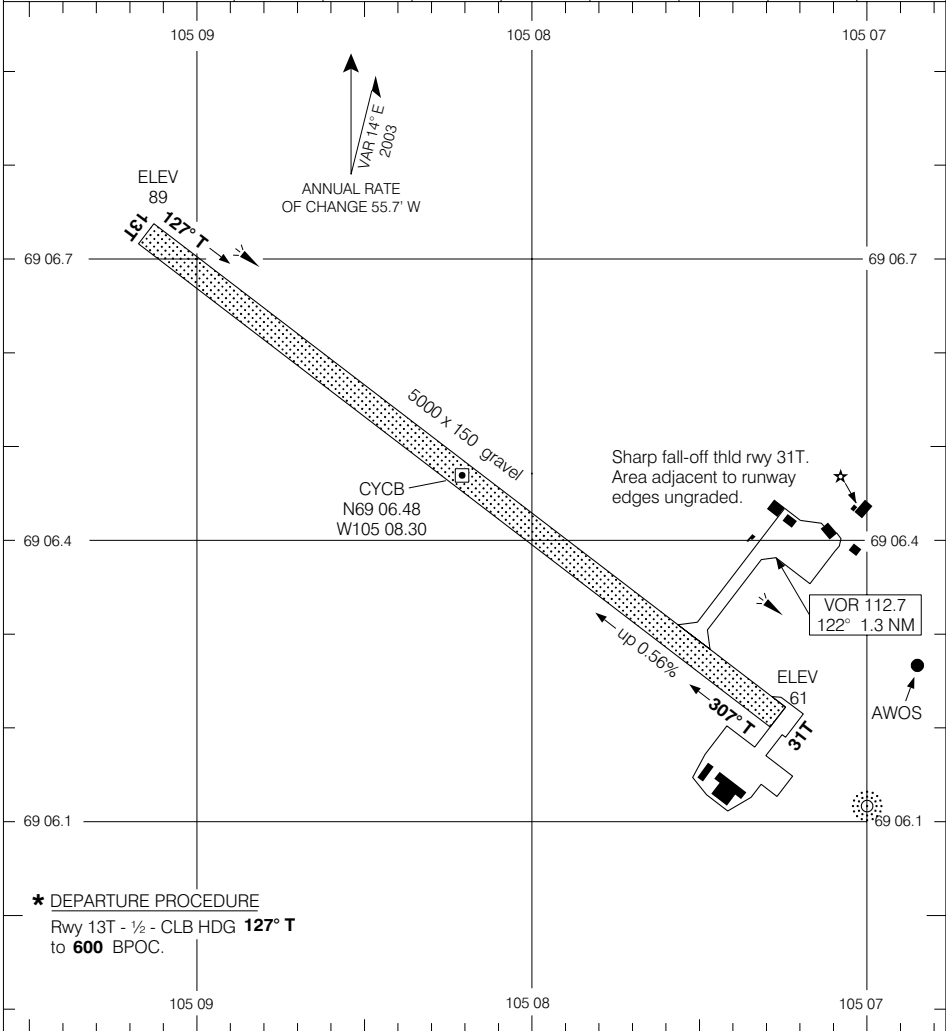 105 09
105 08
105 07
VAR 14° E
2003
ANNUAL RATE
OF CHANGE 55.7' W
ELEV
89
13T
127° T
69 06.7
69 06.7
5000 x 150 gravel
CYCB
N69 06.48
W105 08.30
Sharp fall-off thld rwy 31T.
Area adjacent to runway
edges ungraded.
69 06.4
69 06.4
VOR 112.7
122° 1.3 NM
up 0.56%
ELEV
61
307° T
31T
AWOS
69 06.1
69 06.1
* DEPARTURE PROCEDURE
Rwy 13T - ½ - CLB HDG 127° T
to 600 BPOC.
105 09
105 08
105 07